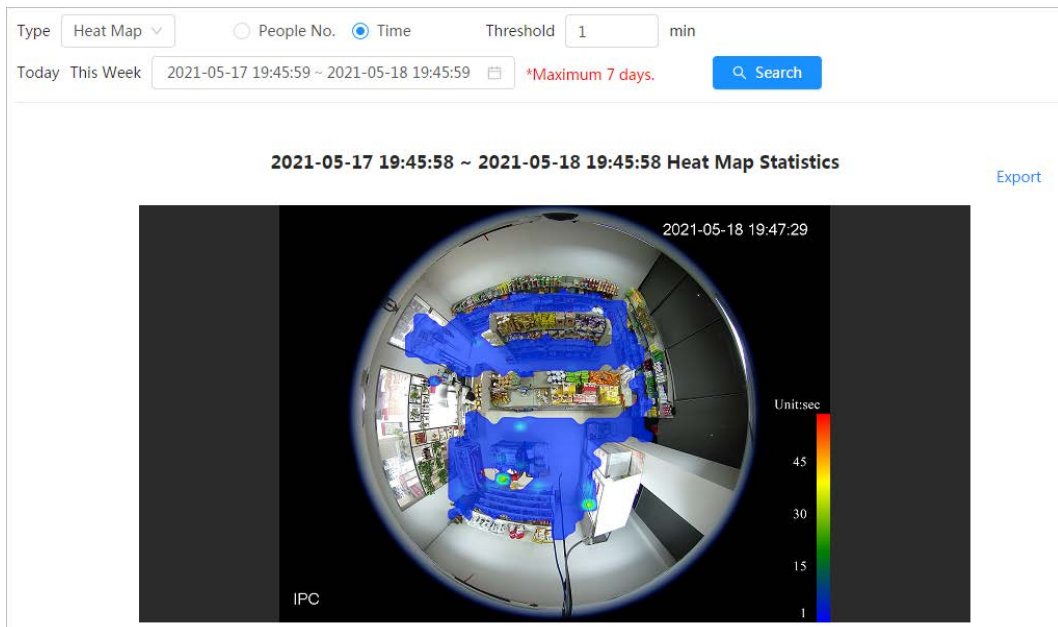 Type Heat Map People No. Time Threshold 1 min
Today This Week 2021-05-17 19:45:59 ~ 2021-05-18 19:45:59 *Maximum 7 days. Search
2021-05-17 19:45:58 ~ 2021-05-18 19:45:58 Heat Map Statistics
Export
2021-05-18 19:47:29
Unit:sec
45
30
15
1
IPC